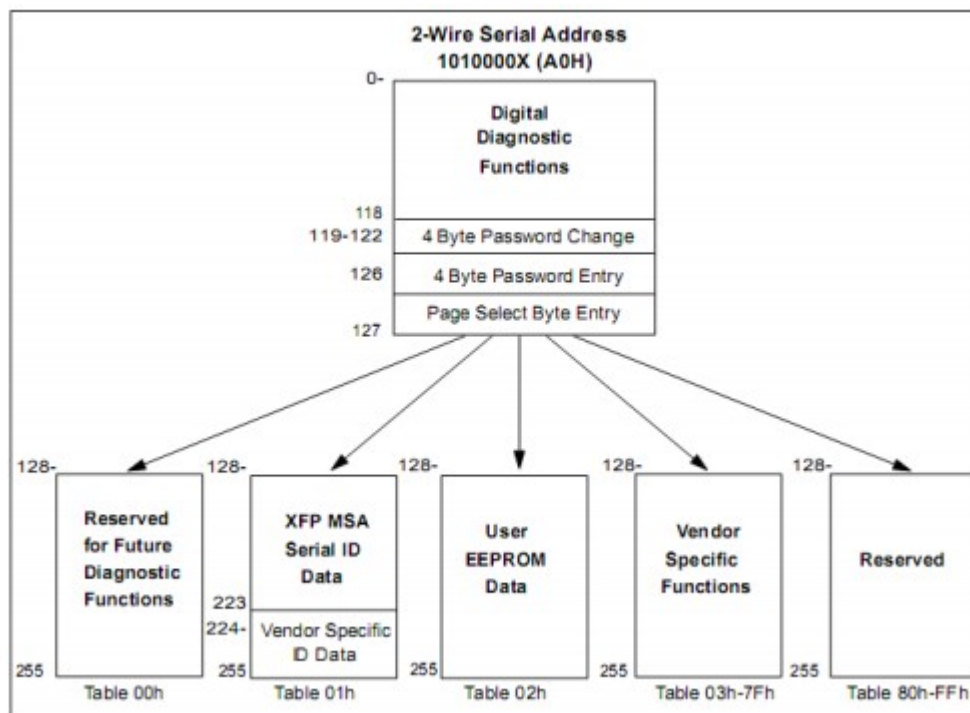 2-Wire Serial Address
1010000X (A0H)
0-
Digital
Diagnostic
Functions
118
119-122
4 Byte Password Change
126
4 Byte Password Entry
Page Select Byte Entry
127
128-
Reserved
for Future
Diagnostic
Functions
255
Table 00h
128-
XFP MSA
Serial ID
Data
223
224-
Vendor Specific
ID Data
255
Table 01h
128-
User
EEPROM
Data
255
Table 02h
128-
Vendor
Specific
Functions
255
Table 03h-7Fh
128-
Reserved
255
Table 80h-FFh